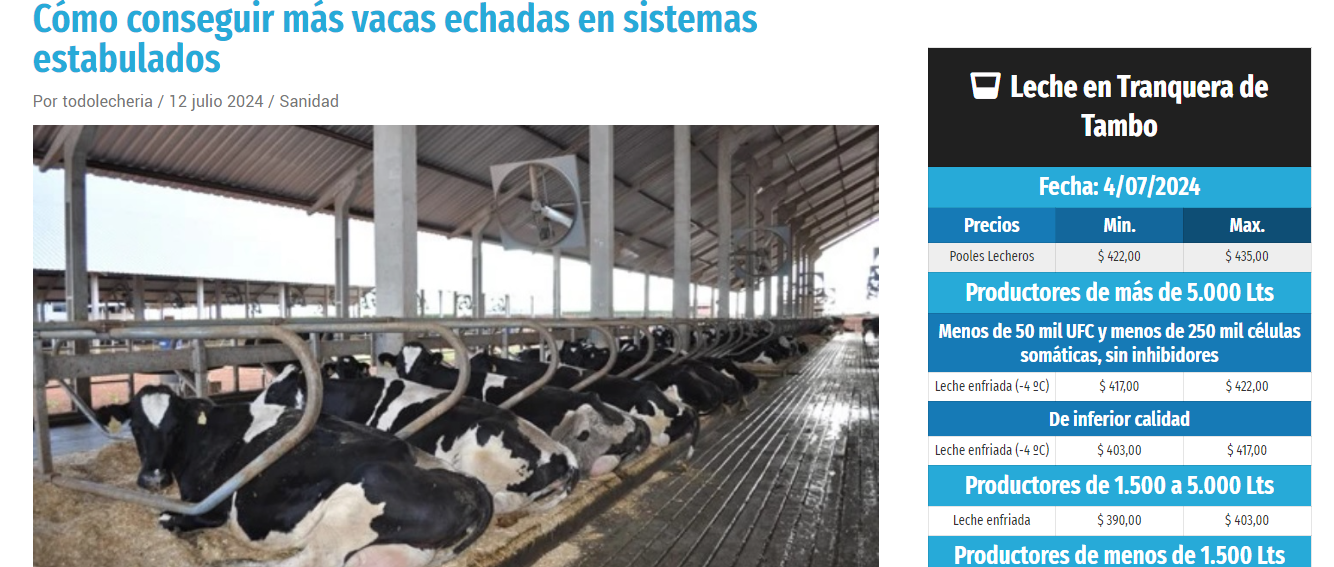 Cómo conseguir más vacas echadas en sistemas
estabulados
Por todolecheria / 12 julio 2024 / Sanidad
Leche en Tranquera de
Tambo
Fecha: 4/07/2024
Precios Min. Max.
Pooles Lecheros $ 422,00 $ 435,00
Productores de más de 5.000 Lts
Menos de 50 mil UFC y menos de 250 mil células
somáticas, sin inhibidores
Leche enfriada (-4 ºC) $ 417,00 $ 422,00
De inferior calidad
Leche enfriada (-4 ºC) $ 403,00 $ 417,00
Productores de 1.500 a 5.000 Lts
Leche enfriada $ 390,00 $ 403,00
Productores de menos de 1.500 Lts